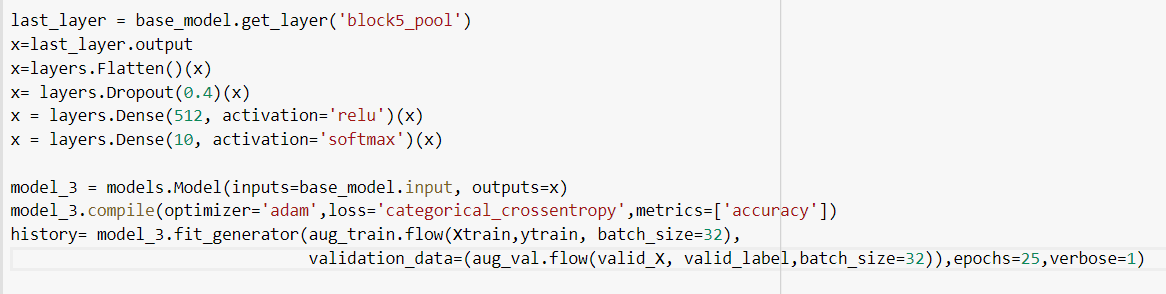 last_layer = base_model.get_layer('block5_pool')
x=last_layer.output
x=layers.Flatten()(x)
x= layers.Dropout(0.4)(x)
x = layers.Dense(512, activation='relu')(x)
x = layers.Dense(10, activation='softmax')(x)
model_3 = models.Model(inputs=base_model.input, outputs=x)
model_3.compile(optimizer='adam',loss='categorical_crossentropy',metrics=['accuracy'])
history= model_3.fit_generator(aug_train.flow(Xtrain,ytrain, batch_size=32),
validation_data=(aug_val.flow(valid_X, valid_label,batch_size=32)),epochs=25,verbose=1)